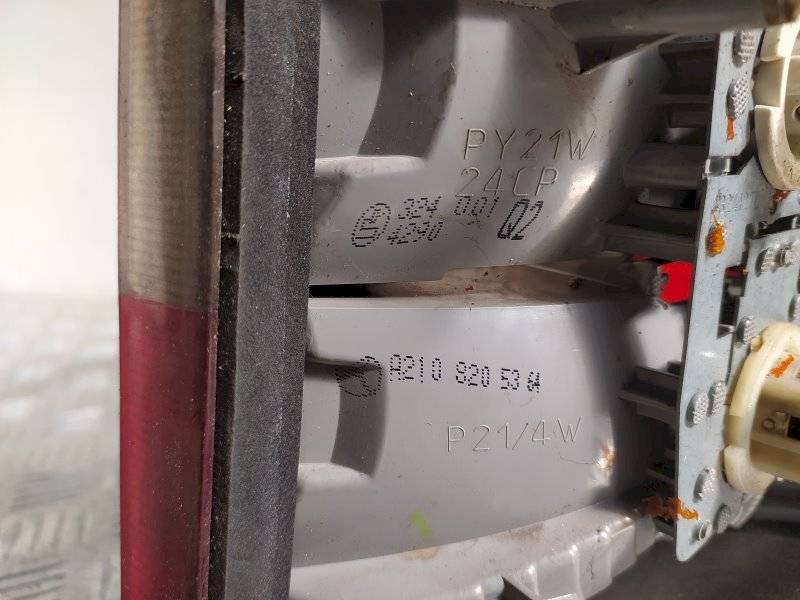 PY21W
24CP
324 001 Q2
4290
A210 820 53 64
P21/4W